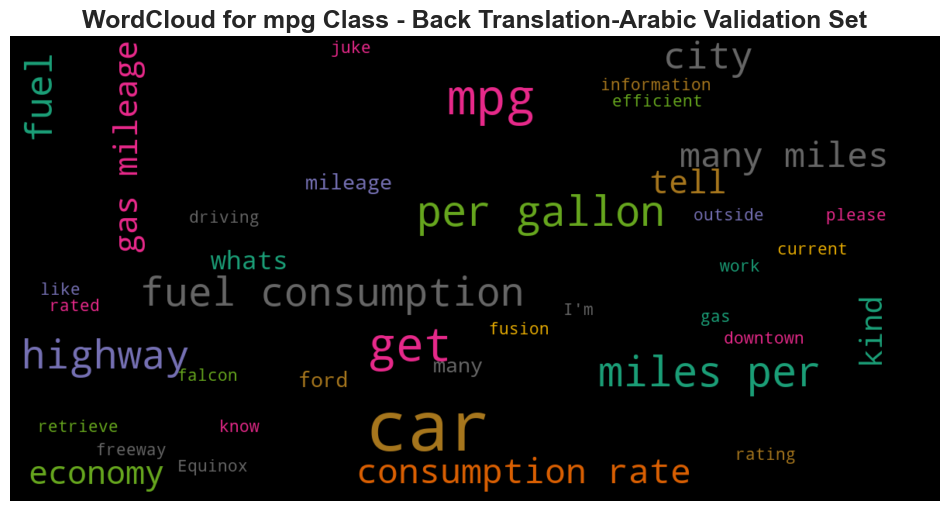 WordCloud for mpg Class - Back Translation-Arabic Validation Set
juke
fuel
gas mileage
city
mpg
information
efficient
many miles
mileage
tell
per gallon
driving
outside
please
whats
current
work
fuel consumption
like
rated
I'm
gas
kind
fusion
get
downtown
highway
many
falcon
ford
miles per
car
retrieve
know
freeway
rating
Equinox
economy
consumption rate